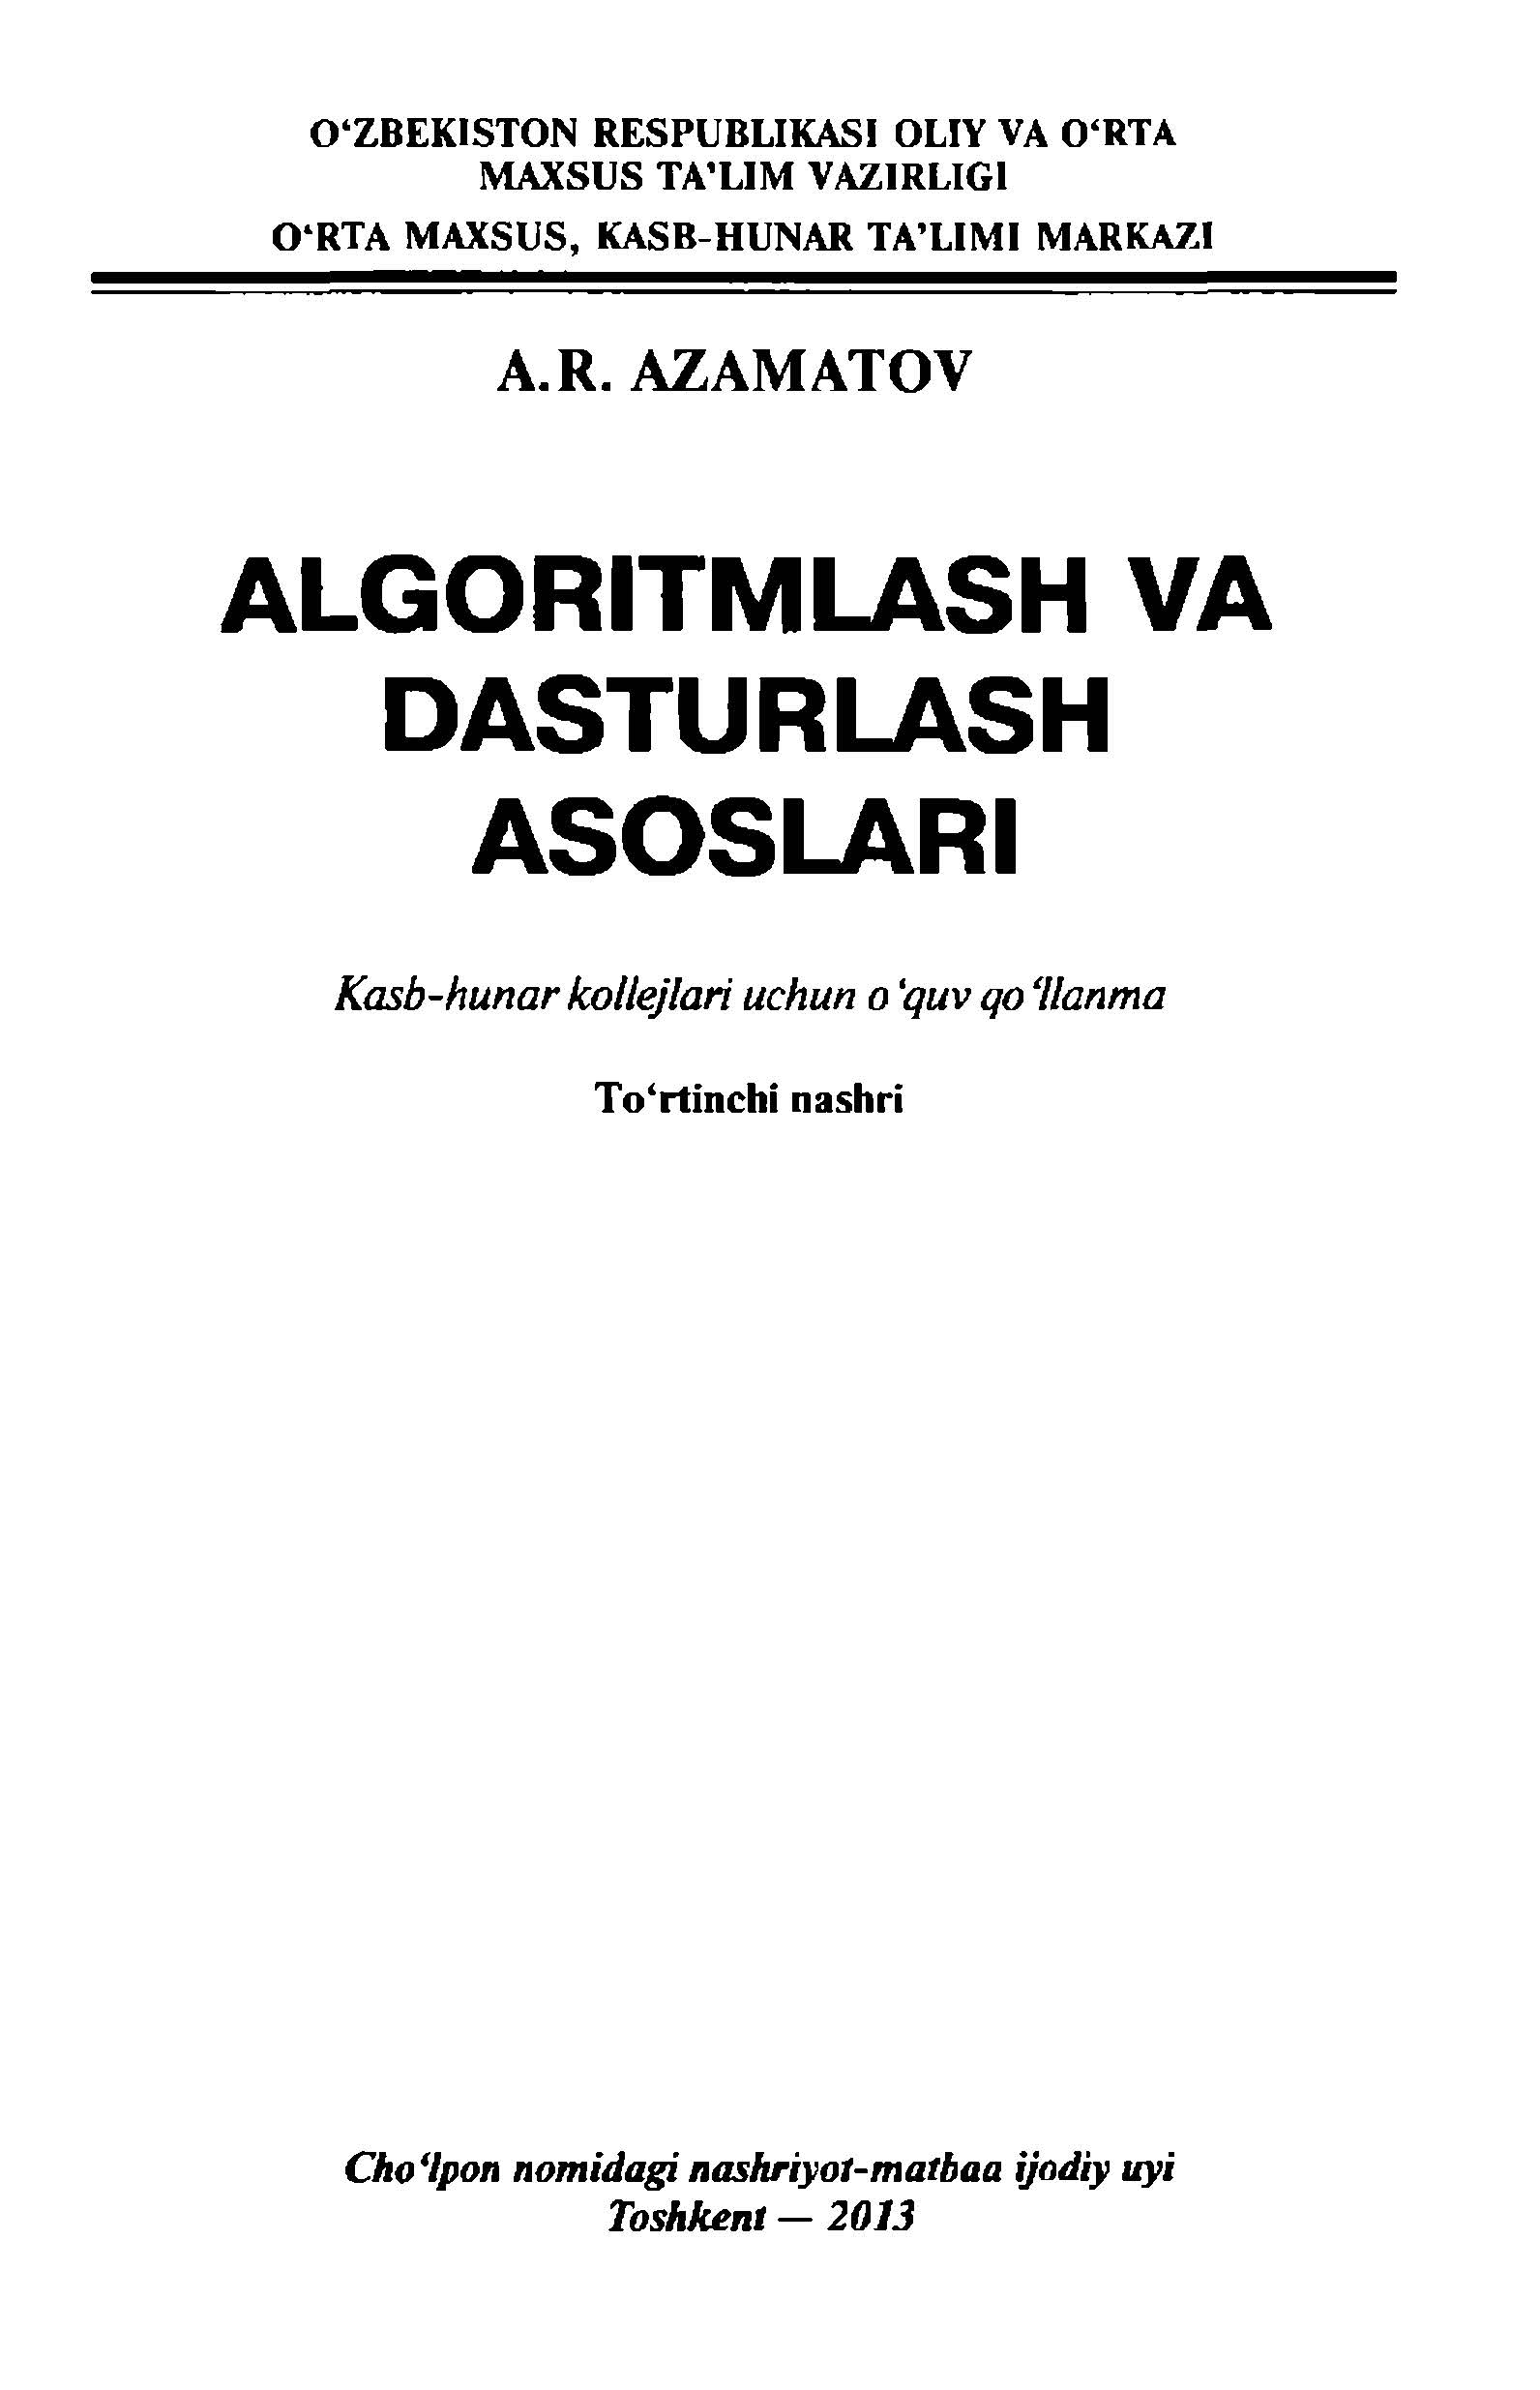 O‘ZBEKISTON RESPUBLIKASI OLIY VA O‘RTA
MAXSUS TA’LIM VAZIRLIGI
O‘RTA MAXSUS, KASB-HUNAR TA’LIMI MARKAZI
A.R. AZAMATOV
ALGORITMLASH VA
DASTURLASH
ASOSLARI
Kasb-hunar kollejlari uchun o‘quv qo‘llanma
To‘rtinchi nashri
Cho‘lpon nomidagi nashriyot-matbaa ijodiy uyi
Toshkent — 2013